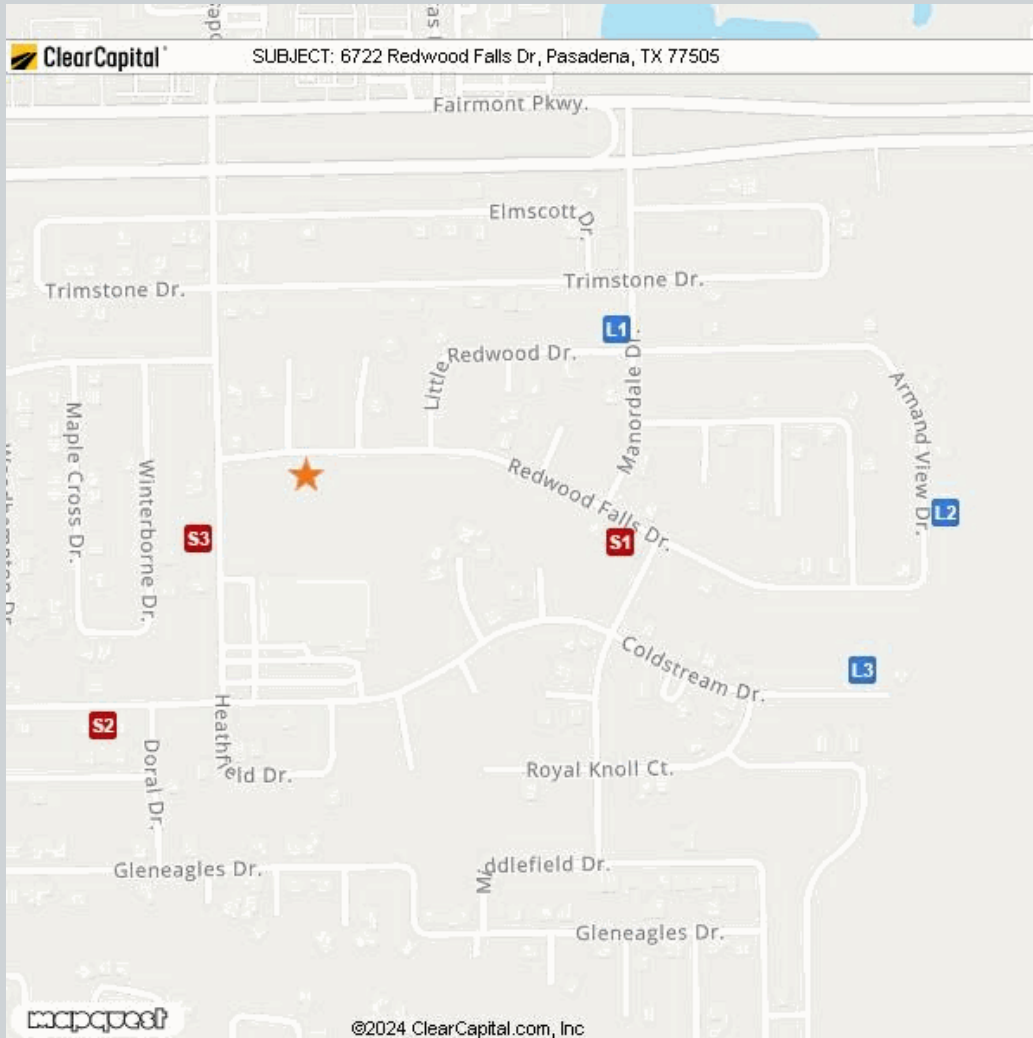 ClearCapital
SUBJECT: 6722 Redwood Falls Dr, Pasadena, TX 77505
Fairmont Pkwy.
Elmscott Dr.
Trimstone Dr.
Trimstone Dr.
L1
Little
Redwood Dr.
Manordale Dr.
Armand View Dr.
Maple Cross Dr.
Winterborne Dr.
Redwood Falls Dr.
L2
S3
S1
Coldstream Dr.
L3
S2
Heathfield Dr.
Doral Dr.
Royal Knoll Ct.
Gleneagles Dr.
Middlefield Dr.
Gleneagles Dr.
mapquest
©2024 ClearCapital.com, Inc